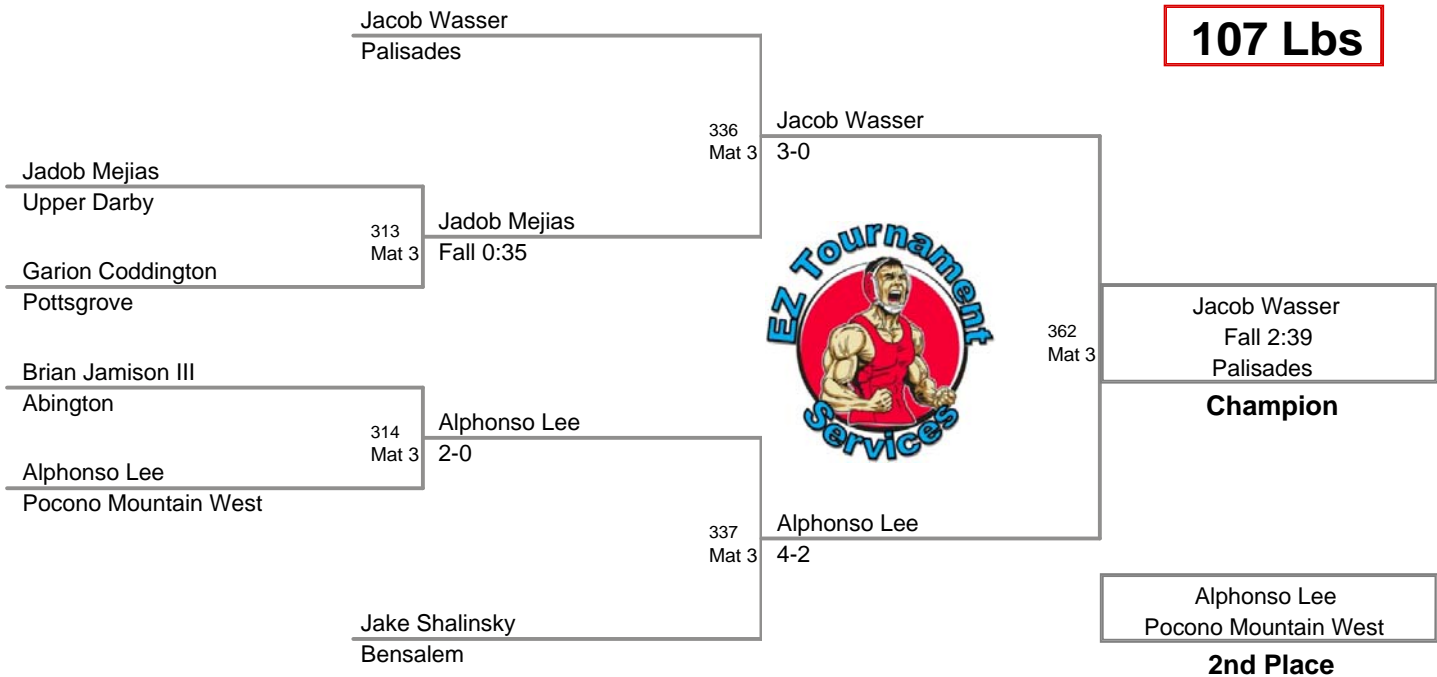 Jacob Wasser
Palisades
107 Lbs
336
Mat 3
Jacob Wasser
3-0
Jadob Mejias
Upper Darby
313
Mat 3
Jadob Mejias
Fall 0:35
Garion Coddington
Pottsgrove
EZ Tournament
Services
Jacob Wasser
Fall 2:39
Palisades
Champion
362
Mat 3
Brian Jamison III
Abington
314
Mat 3
Alphonso Lee
2-0
Alphonso Lee
Pocono Mountain West
337
Mat 3
Alphonso Lee
4-2
Jake Shalinsky
Bensalem
Alphonso Lee
Pocono Mountain West
2nd Place